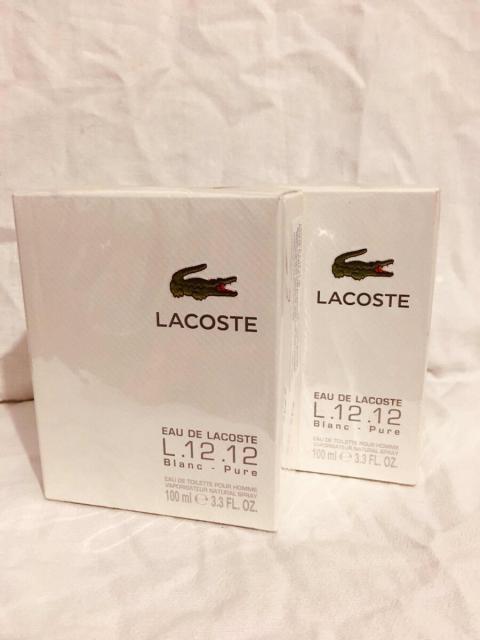 LACOSTE
EAU DE LACOSTE
L.12.12
Blanc - Pure
EAU DE TOILETTE POUR HOMME
VAPORISATEUR NATURAL SPRAY
100 ml e 3.3 FL. OZ.
LACOSTE
EAU DE LACOSTE
L.12.12
Blanc - Pure
EAU DE TOILETTE POUR HOMME
VAPORISATEUR NATURAL SPRAY
100 ml e 3.3 FL. OZ.